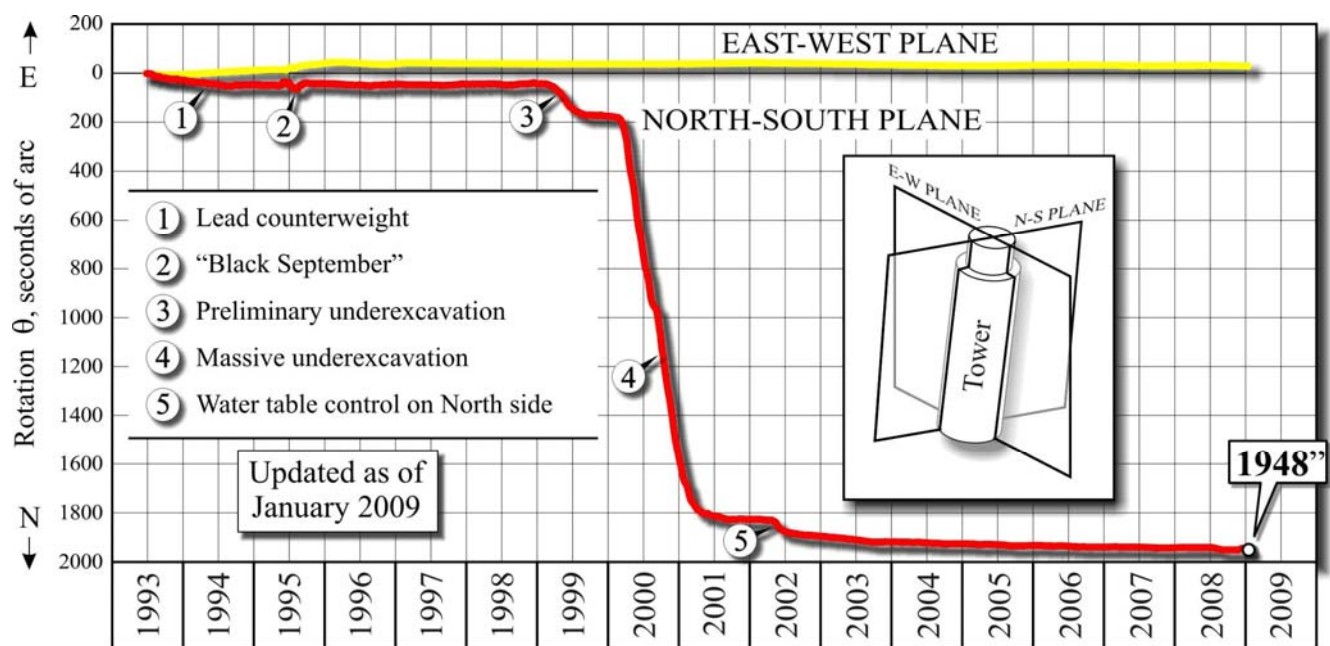 200
0
200
400
600
800
1000
1200
1400
1600
1800
2000
E
Rotation θ, seconds of arc
N
EAST-WEST PLANE
NORTH-SOUTH PLANE
1
2
3
4
5
1 Lead counterweight
2 “Black September”
3 Preliminary underexcavation
4 Massive underexcavation
5 Water table control on North side
Updated as of
January 2009
E-W PLANE
N-S PLANE
Tower
1948”
1993 1994 1995 1996 1997 1998 1999 2000 2001 2002 2003 2004 2005 2006 2007 2008 2009